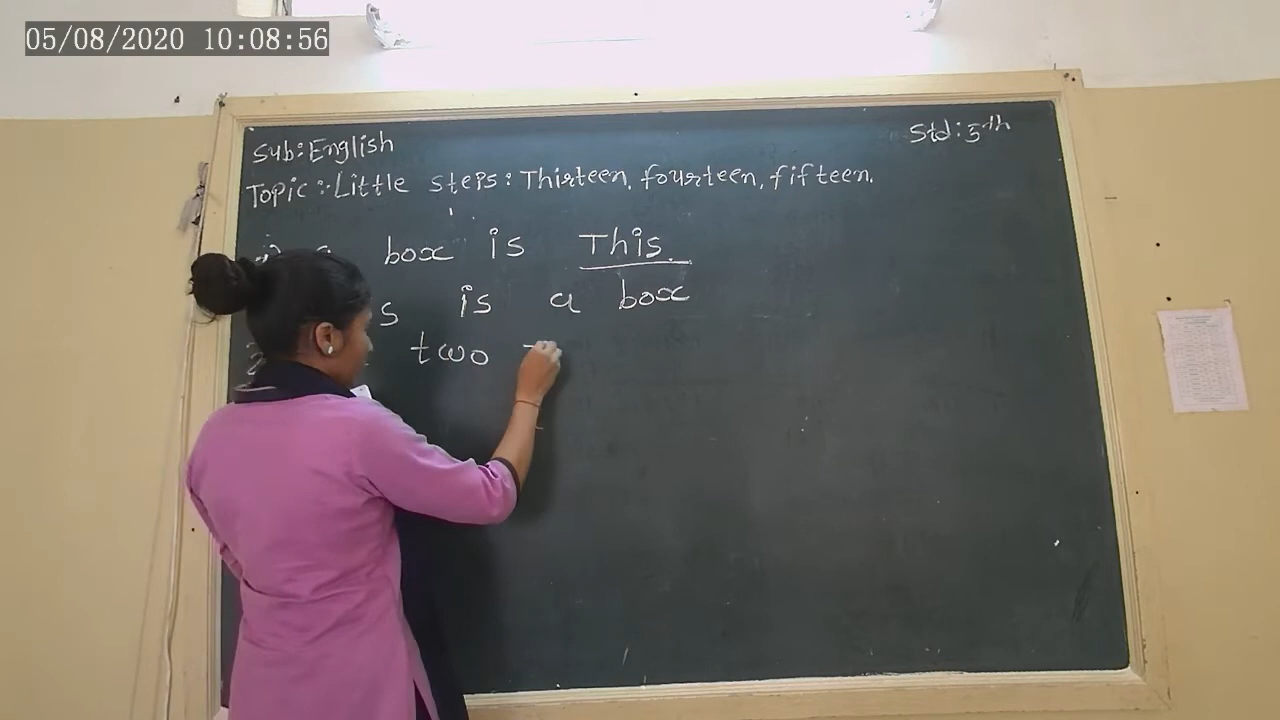 05/08/2020 10:08:56
Sub:English
Std:5th
Topic:-Little steps:Thirteen, fourteen, fifteen.
box is This.
is a box
two